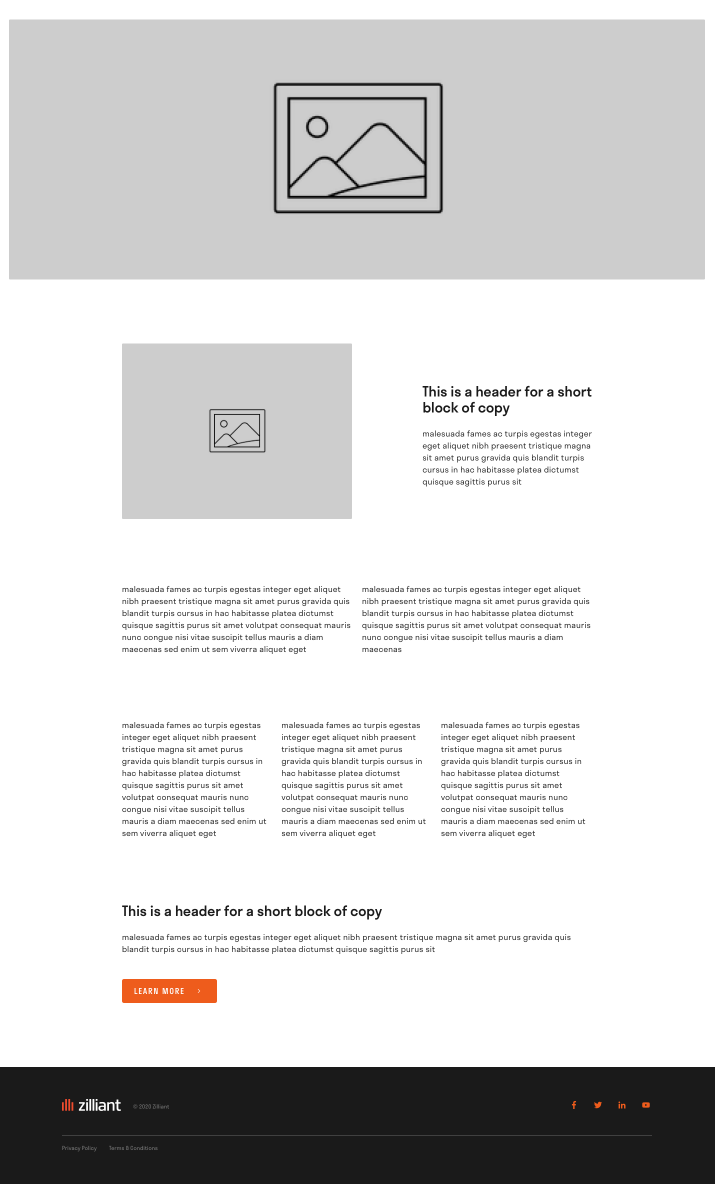 This is a header for a short
block of copy
malesuada fames ac turpis egestas integer
eget aliquet nibh praesent tristique magna
sit amet purus gravida quis blandit turpis
cursus in hac habitasse platea dictumst
quisque sagittis purus sit
malesuada fames ac turpis egestas integer eget aliquet
nibh praesent tristique magna sit amet purus gravida quis
blandit turpis cursus in hac habitasse platea dictumst
quisque sagittis purus sit amet volutpat consequat mauris
nunc congue nisi vitae suscipit tellus mauris a diam
maecenas sed enim ut sem viverra aliquet eget
malesuada fames ac turpis egestas integer eget aliquet
nibh praesent tristique magna sit amet purus gravida quis
blandit turpis cursus in hac habitasse platea dictumst
quisque sagittis purus sit amet volutpat consequat mauris
nunc congue nisi vitae suscipit tellus mauris a diam
maecenas
malesuada fames ac turpis egestas
integer eget aliquet nibh praesent
tristique magna sit amet purus
gravida quis blandit turpis cursus in
hac habitasse platea dictumst
quisque sagittis purus sit amet
volutpat consequat mauris nunc
congue nisi vitae suscipit tellus
mauris a diam maecenas sed enim ut
sem viverra aliquet eget
malesuada fames ac turpis egestas
integer eget aliquet nibh praesent
tristique magna sit amet purus
gravida quis blandit turpis cursus in
hac habitasse platea dictumst
quisque sagittis purus sit amet
volutpat consequat mauris nunc
congue nisi vitae suscipit tellus
mauris a diam maecenas sed enim ut
sem viverra aliquet eget
malesuada fames ac turpis egestas
integer eget aliquet nibh praesent
tristique magna sit amet purus
gravida quis blandit turpis cursus in
hac habitasse platea dictumst
quisque sagittis purus sit amet
volutpat consequat mauris nunc
congue nisi vitae suscipit tellus
mauris a diam maecenas sed enim ut
sem viverra aliquet eget
This is a header for a short block of copy
malesuada fames ac turpis egestas integer eget aliquet nibh praesent tristique magna sit amet purus gravida quis
blandit turpis cursus in hac habitasse platea dictumst quisque sagittis purus sit
LEARN MORE
zilliant © 2020 Zilliant
Privacy Policy Terms & Conditions